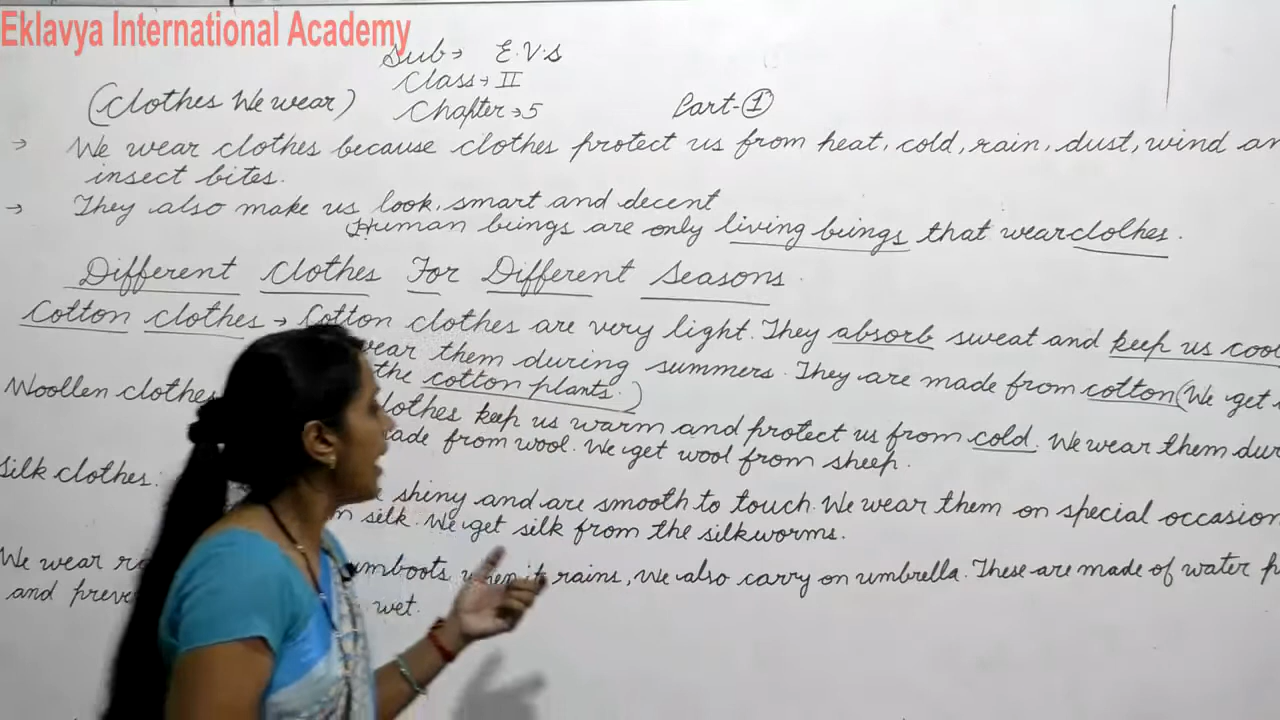 Eklavya International Academy
Sub → E.V.S
Class → II
(Clothes We wear) Chapter → 5 Part-①
→ We wear clothes because clothes protect us from heat, cold, rain, dust, wind an
insect bites.
→ They also make us look, smart and decent
Human beings are only living beings that wear clothes.
Different Clothes For Different Seasons.
Cotton clothes → Cotton clothes are very light. They absorb sweat and keep us cool
wear them during summers. They are made from cotton (We get
the cotton plants.)
Woollen clothes lothes keep us warm and protect us from cold. We wear them dur
ade from wool. We get wool from sheep.
Silk clothes: shiny and are smooth to touch. We wear them on special occasion
silk. We get silk from the silkworms.
We wear umboots when it rains, We also carry on umbrella. These are made of water p
and prev wet.